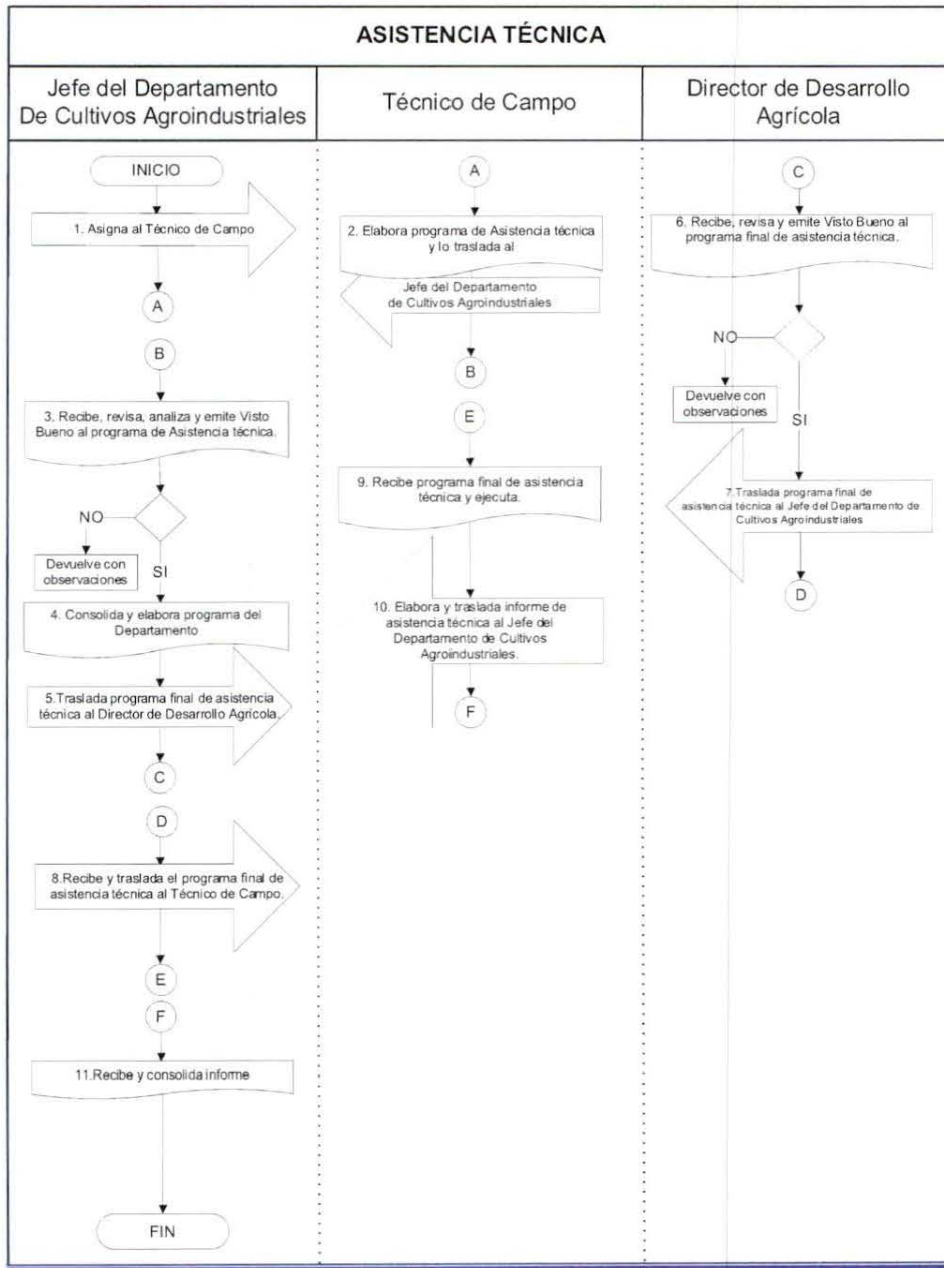 ASISTENCIA TÉCNICA
Jefe del Departamento
De Cultivos Agroindustriales
Técnico de Campo
Director de Desarrollo
Agrícola
INICIO
1. Asigna al Técnico de Campo
A
B
3. Recibe, revisa, analiza y emite Visto
Bueno al programa de Asistencia técnica.
NO
Devuelve con
observaciones
SI
4. Consolida y elabora programa del
Departamento
5.Traslada programa final de asistencia
técnica al Director de Desarrollo Agrícola.
C
D
8.Recibe y traslada el programa final de
asistencia técnica al Técnico de Campo.
E
F
11.Recibe y consolida informe
FIN
A
2. Elabora programa de Asistencia técnica
y lo traslada al
Jefe del Departamento
de Cultivos Agroindustriales
B
E
9. Recibe programa final de asistencia
técnica y ejecuta.
10. Elabora y traslada informe de
asistencia técnica al Jefe del
Departamento de Cultivos
Agroindustriales.
F
C
6. Recibe, revisa y emite Visto Bueno al
programa final de asistencia técnica.
NO
Devuelve con
observaciones
SI
7.Traslada programa final de
asistencia técnica al Jefe del Departamento de
Cultivos Agroindustriales
D